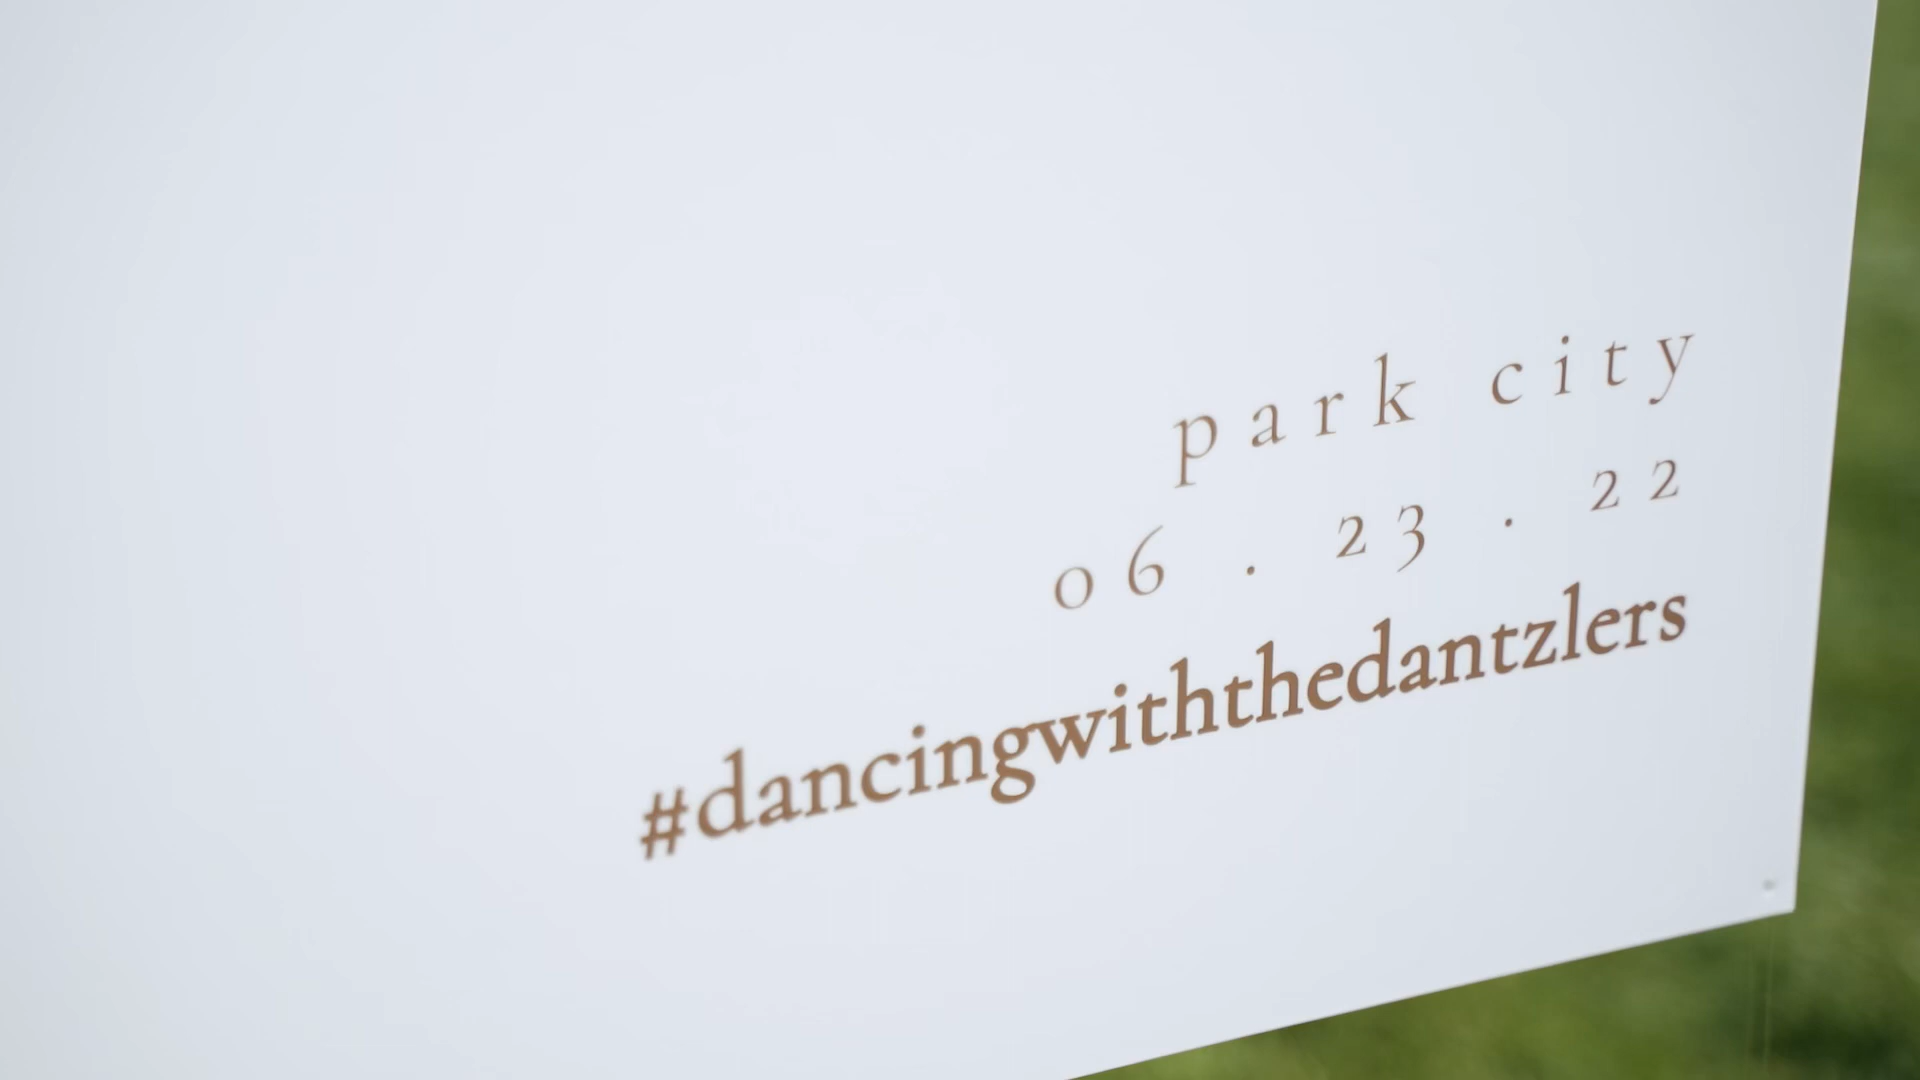 park city
06 . 23 . 22
#dancingwiththedantzlers